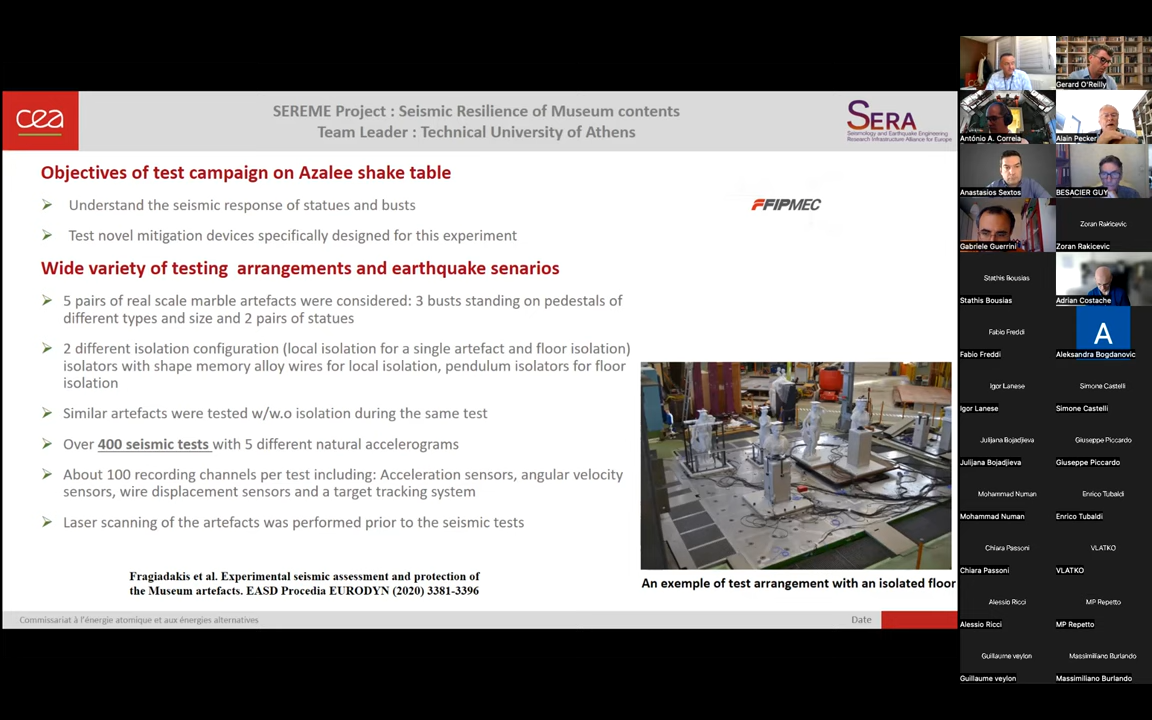 cea
SEREME Project : Seismic Resilience of Museum contents
Team Leader : Technical University of Athens
SERA
Seismology and Earthquake Engineering
Research Infrastructure Alliance for Europe
Objectives of test campaign on Azalee shake table
Understand the seismic response of statues and busts
Test novel mitigation devices specifically designed for this experiment
FFIPMEC
Wide variety of testing arrangements and earthquake senarios
5 pairs of real scale marble artefacts were considered: 3 busts standing on pedestals of
different types and size and 2 pairs of statues
2 different isolation configuration (local isolation for a single artefact and floor isolation)
isolators with shape memory alloy wires for local isolation, pendulum isolators for floor
isolation
Similar artefacts were tested w/w.o isolation during the same test
Over 400 seismic tests with 5 different natural accelerograms
About 100 recording channels per test including: Acceleration sensors, angular velocity
sensors, wire displacement sensors and a target tracking system
Laser scanning of the artefacts was performed prior to the seismic tests
Fragiadakis et al. Experimental seismic assessment and protection of
the Museum artefacts. EASD Procedia EURODYN (2020) 3381-3396
An exemple of test arrangement with an isolated floor
Commissariat à l'énergie atomique et aux énergies alternatives
Date
Gerard O'Reilly
António A. Correia
Alain Pecker
Anastasios Sextos
BESACIER GUY
Gabriele Guerrini
Zoran Rakicevic
Zoran Rakicevic
Stathis Bousias
Stathis Bousias
Adrian Costache
Fabio Freddi
Fabio Freddi
A
Aleksandra Bogdanovic
Igor Lanese
Igor Lanese
Simone Castelli
Simone Castelli
Julijana Bojadjieva
Julijana Bojadjieva
Giuseppe Piccardo
Giuseppe Piccardo
Mohammad Numan
Mohammad Numan
Enrico Tubaldi
Enrico Tubaldi
Chiara Passoni
Chiara Passoni
VLATKO
VLATKO
Alessio Ricci
Alessio Ricci
MP Repetto
MP Repetto
Guillaume veylon
Guillaume veylon
Massimiliano Burlando
Massimiliano Burlando